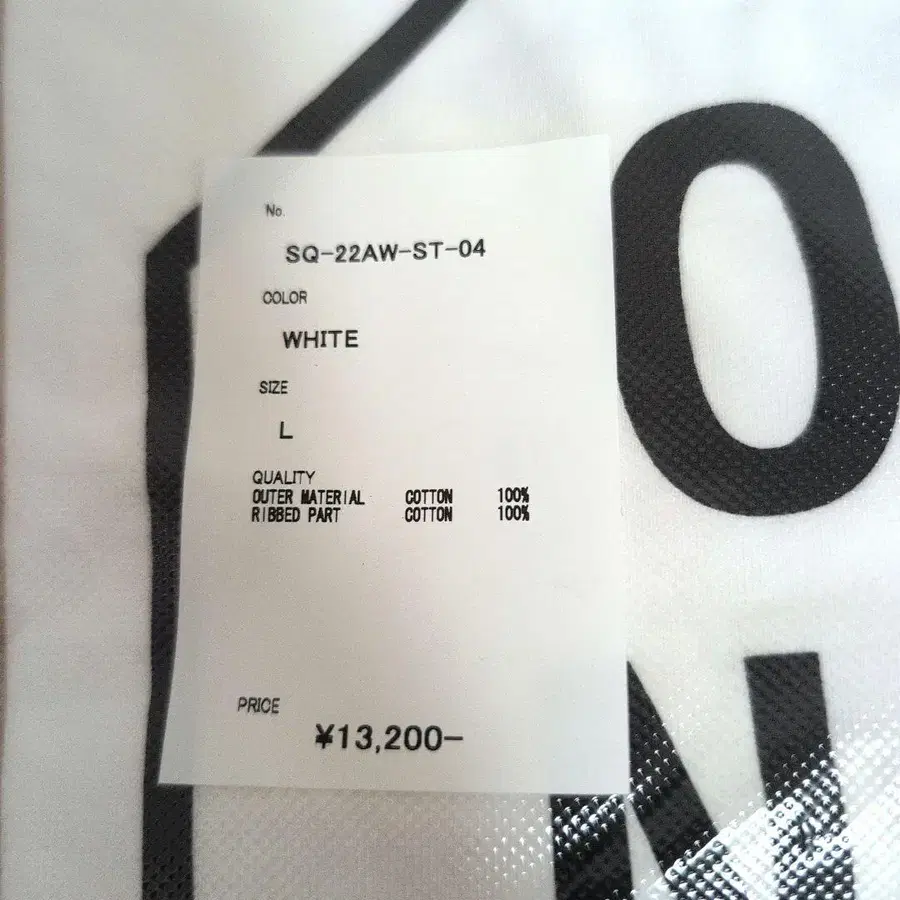 No.
SQ-22AW-ST-04
COLOR
WHITE
SIZE
L
QUALITY
OUTER MATERIAL COTTON 100%
RIBBED PART COTTON 100%
PRICE
¥13,200-
O
N